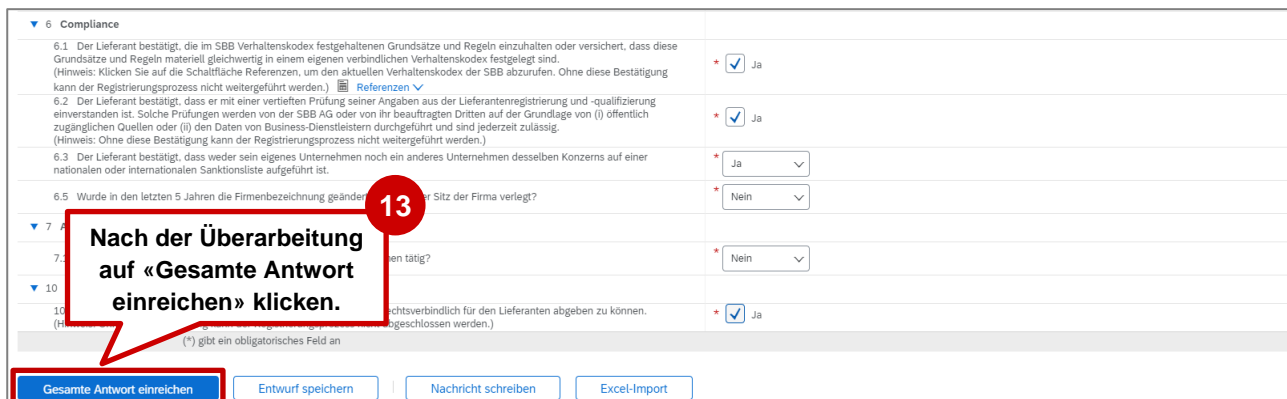 ▼ 6 Compliance
6.1 Der Lieferant bestätigt, die im SBB Verhaltenskodex festgehaltenen Grundsätze und Regeln einzuhalten oder versichert, dass diese
Grundsätze und Regeln materiell gleichwertig in einem eigenen verbindlichen Verhaltenskodex festgelegt sind.
(Hinweis: Klicken Sie auf die Schaltfläche Referenzen, um den aktuellen Verhaltenskodex der SBB abzurufen. Ohne diese Bestätigung
kann der Registrierungsprozess nicht weitergeführt werden.) Referenzen
* Ja
6.2 Der Lieferant bestätigt, dass er mit einer vertieften Prüfung seiner Angaben aus der Lieferantenregistrierung und -qualifizierung
einverstanden ist. Solche Prüfungen werden von der SBB AG oder von ihr beauftragten Dritten auf der Grundlage von (i) öffentlich
zugänglichen Quellen oder (ii) den Daten von Business-Dienstleistern durchgeführt und sind jederzeit zulässig.
(Hinweis: Ohne diese Bestätigung kann der Registrierungsprozess nicht weitergeführt werden.)
* Ja
6.3 Der Lieferant bestätigt, dass weder sein eigenes Unternehmen noch ein anderes Unternehmen desselben Konzerns auf einer
nationalen oder internationalen Sanktionsliste aufgeführt ist.
* Ja
6.5 Wurde in den letzten 5 Jahren die Firmenbezeichnung geändert er Sitz der Firma verlegt?
* Nein
13
▼ 7
Nach der Überarbeitung
auf «Gesamte Antwort
einreichen» klicken.
tätig?
* Nein
▼ 10
rechtsverbindlich für den Lieferanten abgeben zu können.
abgeschlossen werden.)
* Ja
(*) gibt ein obligatorisches Feld an
Gesamte Antwort einreichen Entwurf speichern Nachricht schreiben Excel-Import